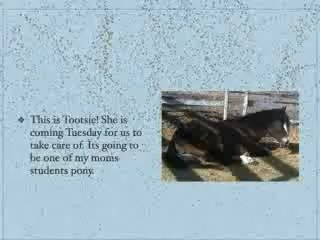 This is Tootsie! She is
coming Tuesday for us to
take care of. Its going to
be one of my moms
students pony.